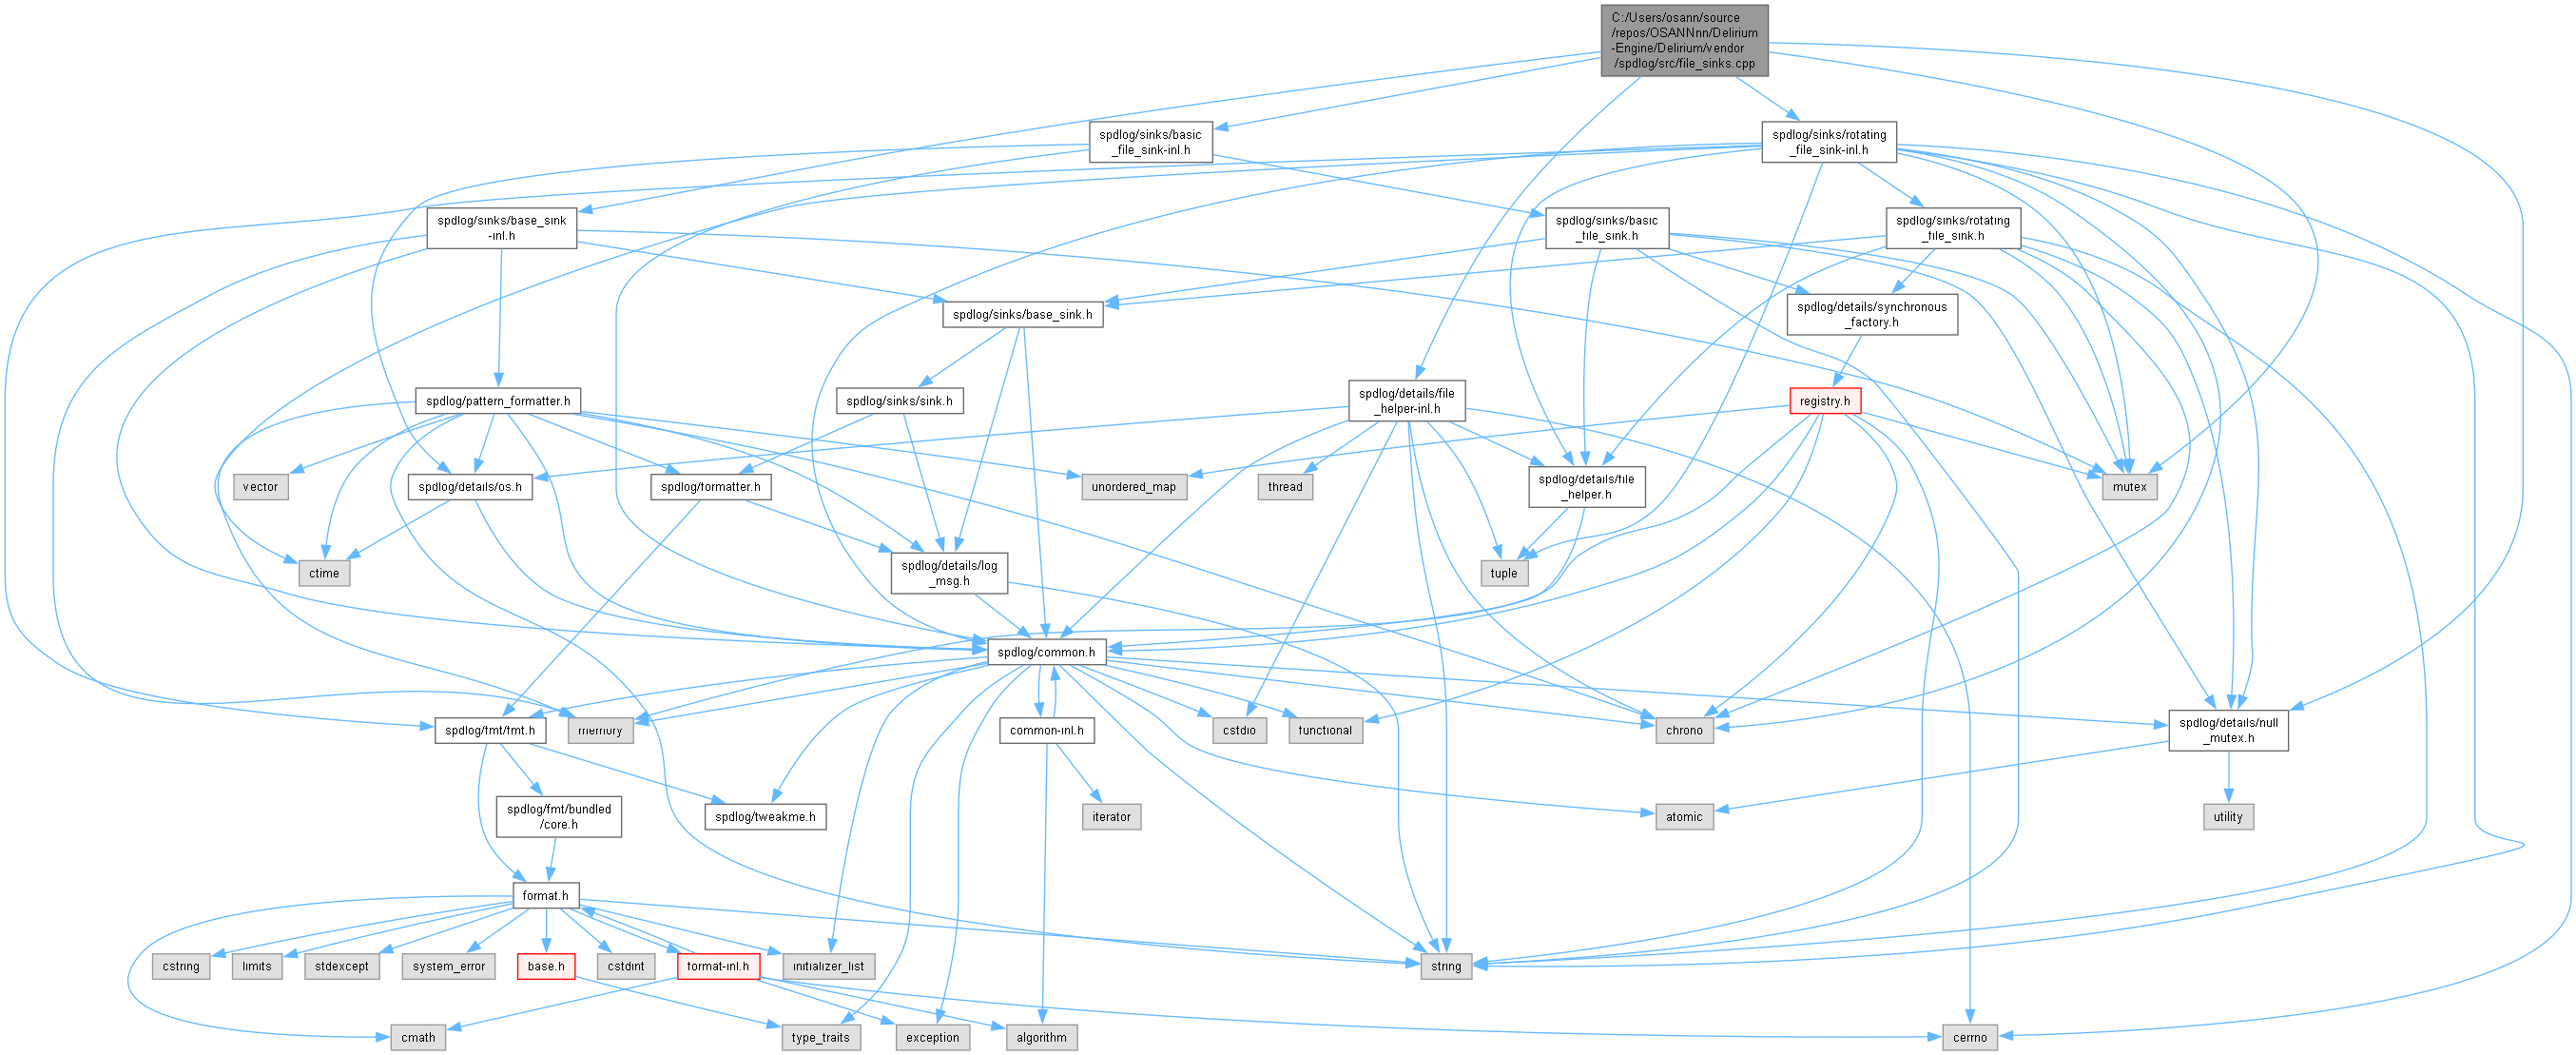 C:/Users/osann/source
/repos/OSANNnn/Delirium
-Engine/Delirium/vendor
/spdlog/src/file_sinks.cpp
spdlog/sinks/basic
_file_sink-inl.h
spdlog/sinks/rotating
_file_sink-inl.h
spdlog/sinks/base_sink
-inl.h
spdlog/sinks/basic
_file_sink.h
spdlog/sinks/rotating
_file_sink.h
spdlog/sinks/base_sink.h
spdlog/details/synchronous
_factory.h
spdlog/pattern_formatter.h
spdlog/sinks/sink.h
spdlog/details/file
_helper-inl.h
registry.h
vector
spdlog/details/os.h
spdlog/formatter.h
unordered_map
thread
spdlog/details/file
_helper.h
mutex
ctime
spdlog/details/log
_msg.h
tuple
spdlog/common.h
spdlog/fmt/fmt.h
memory
common-inl.h
cstdio
functional
chrono
spdlog/details/null
_mutex.h
spdlog/fmt/bundled
/core.h
spdlog/tweakme.h
iterator
atomic
utility
format.h
cstring
limits
stdexcept
system_error
base.h
cstdint
format-inl.h
initializer_list
string
cmath
type_traits
exception
algorithm
cerrno